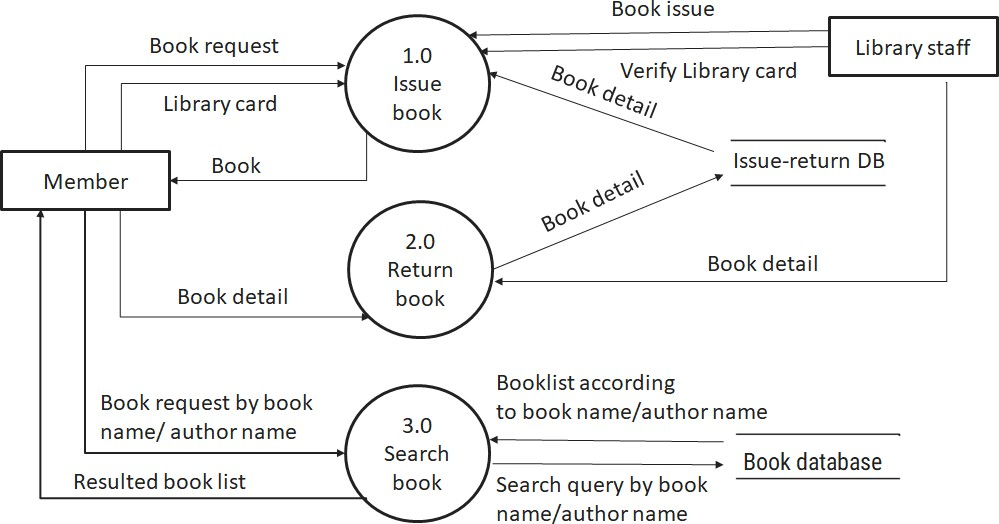 Book issue
Library staff
Book request
1.0
Issue
book
Verify Library card
Book detail
Library card
Issue-return DB
Book
Member
Book detail
2.0
Return
book
Book detail
Book detail
Booklist according
to book name/author name
Book request by book
name/ author name
3.0
Search
book
Book database
Resulted book list
Search query by book
name/author name